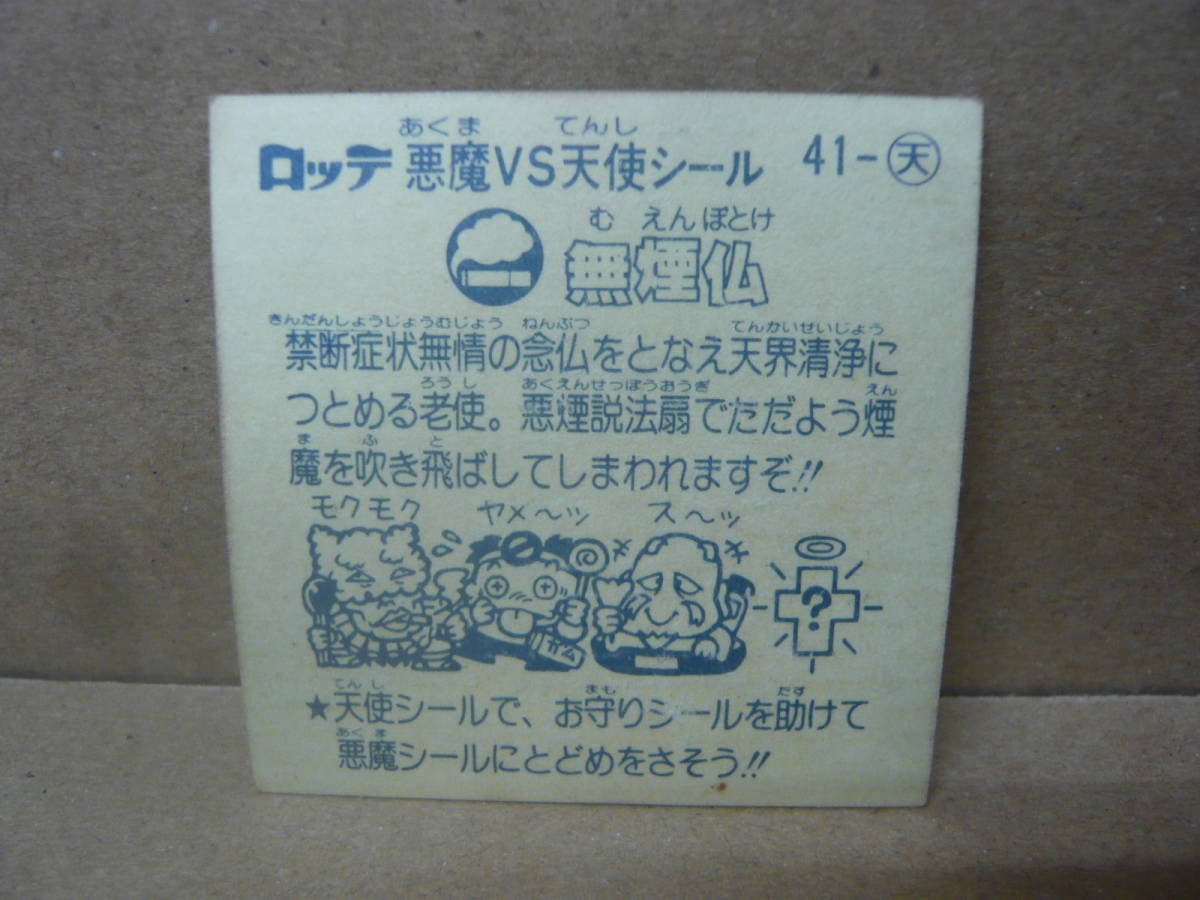 あくま てんし
ロッテ 悪魔VS天使シール 41-天
むえんぼとけ
無煙仏
きんだんしょうじょうむじょう ねんぶつ てんかいせいじょう
禁断症状無情の念仏をとなえ天界清浄に
ろうし あくえんせっぽうおうぎ えん
つとめる老使。悪煙説法扇でただよう煙
ま ふ と
魔を吹き飛ばしてしまわれますぞ!!
モクモク ヤメ〜ッ ス〜ッ
?
ガム
てんし まも たす
★天使シールで、お守りシールを助けて
あくま
悪魔シールにとどめをさそう!!